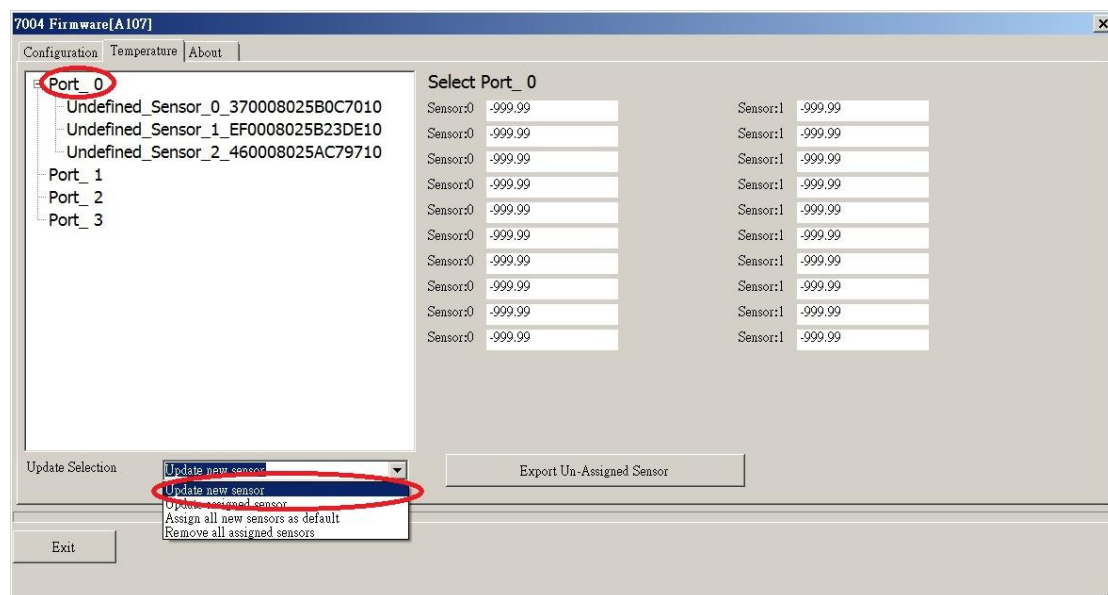 7004 Firmware[A107]
Configuration Temperature About
Port_ 0
Undefined_Sensor_0_370008025B0C7010
Undefined_Sensor_1_EF0008025B23DE10
Undefined_Sensor_2_460008025AC79710
Port_ 1
Port_ 2
Port_ 3
Select Port_ 0
Sensor:0 -999.99 Sensor:1 -999.99
Sensor:0 -999.99 Sensor:1 -999.99
Sensor:0 -999.99 Sensor:1 -999.99
Sensor:0 -999.99 Sensor:1 -999.99
Sensor:0 -999.99 Sensor:1 -999.99
Sensor:0 -999.99 Sensor:1 -999.99
Sensor:0 -999.99 Sensor:1 -999.99
Sensor:0 -999.99 Sensor:1 -999.99
Sensor:0 -999.99 Sensor:1 -999.99
Sensor:0 -999.99 Sensor:1 -999.99
Update Selection Update new sensor Export Un-Assigned Sensor
Update new sensor
Update assigned sensor
Assign all new sensors as default
Remove all assigned sensors
Exit